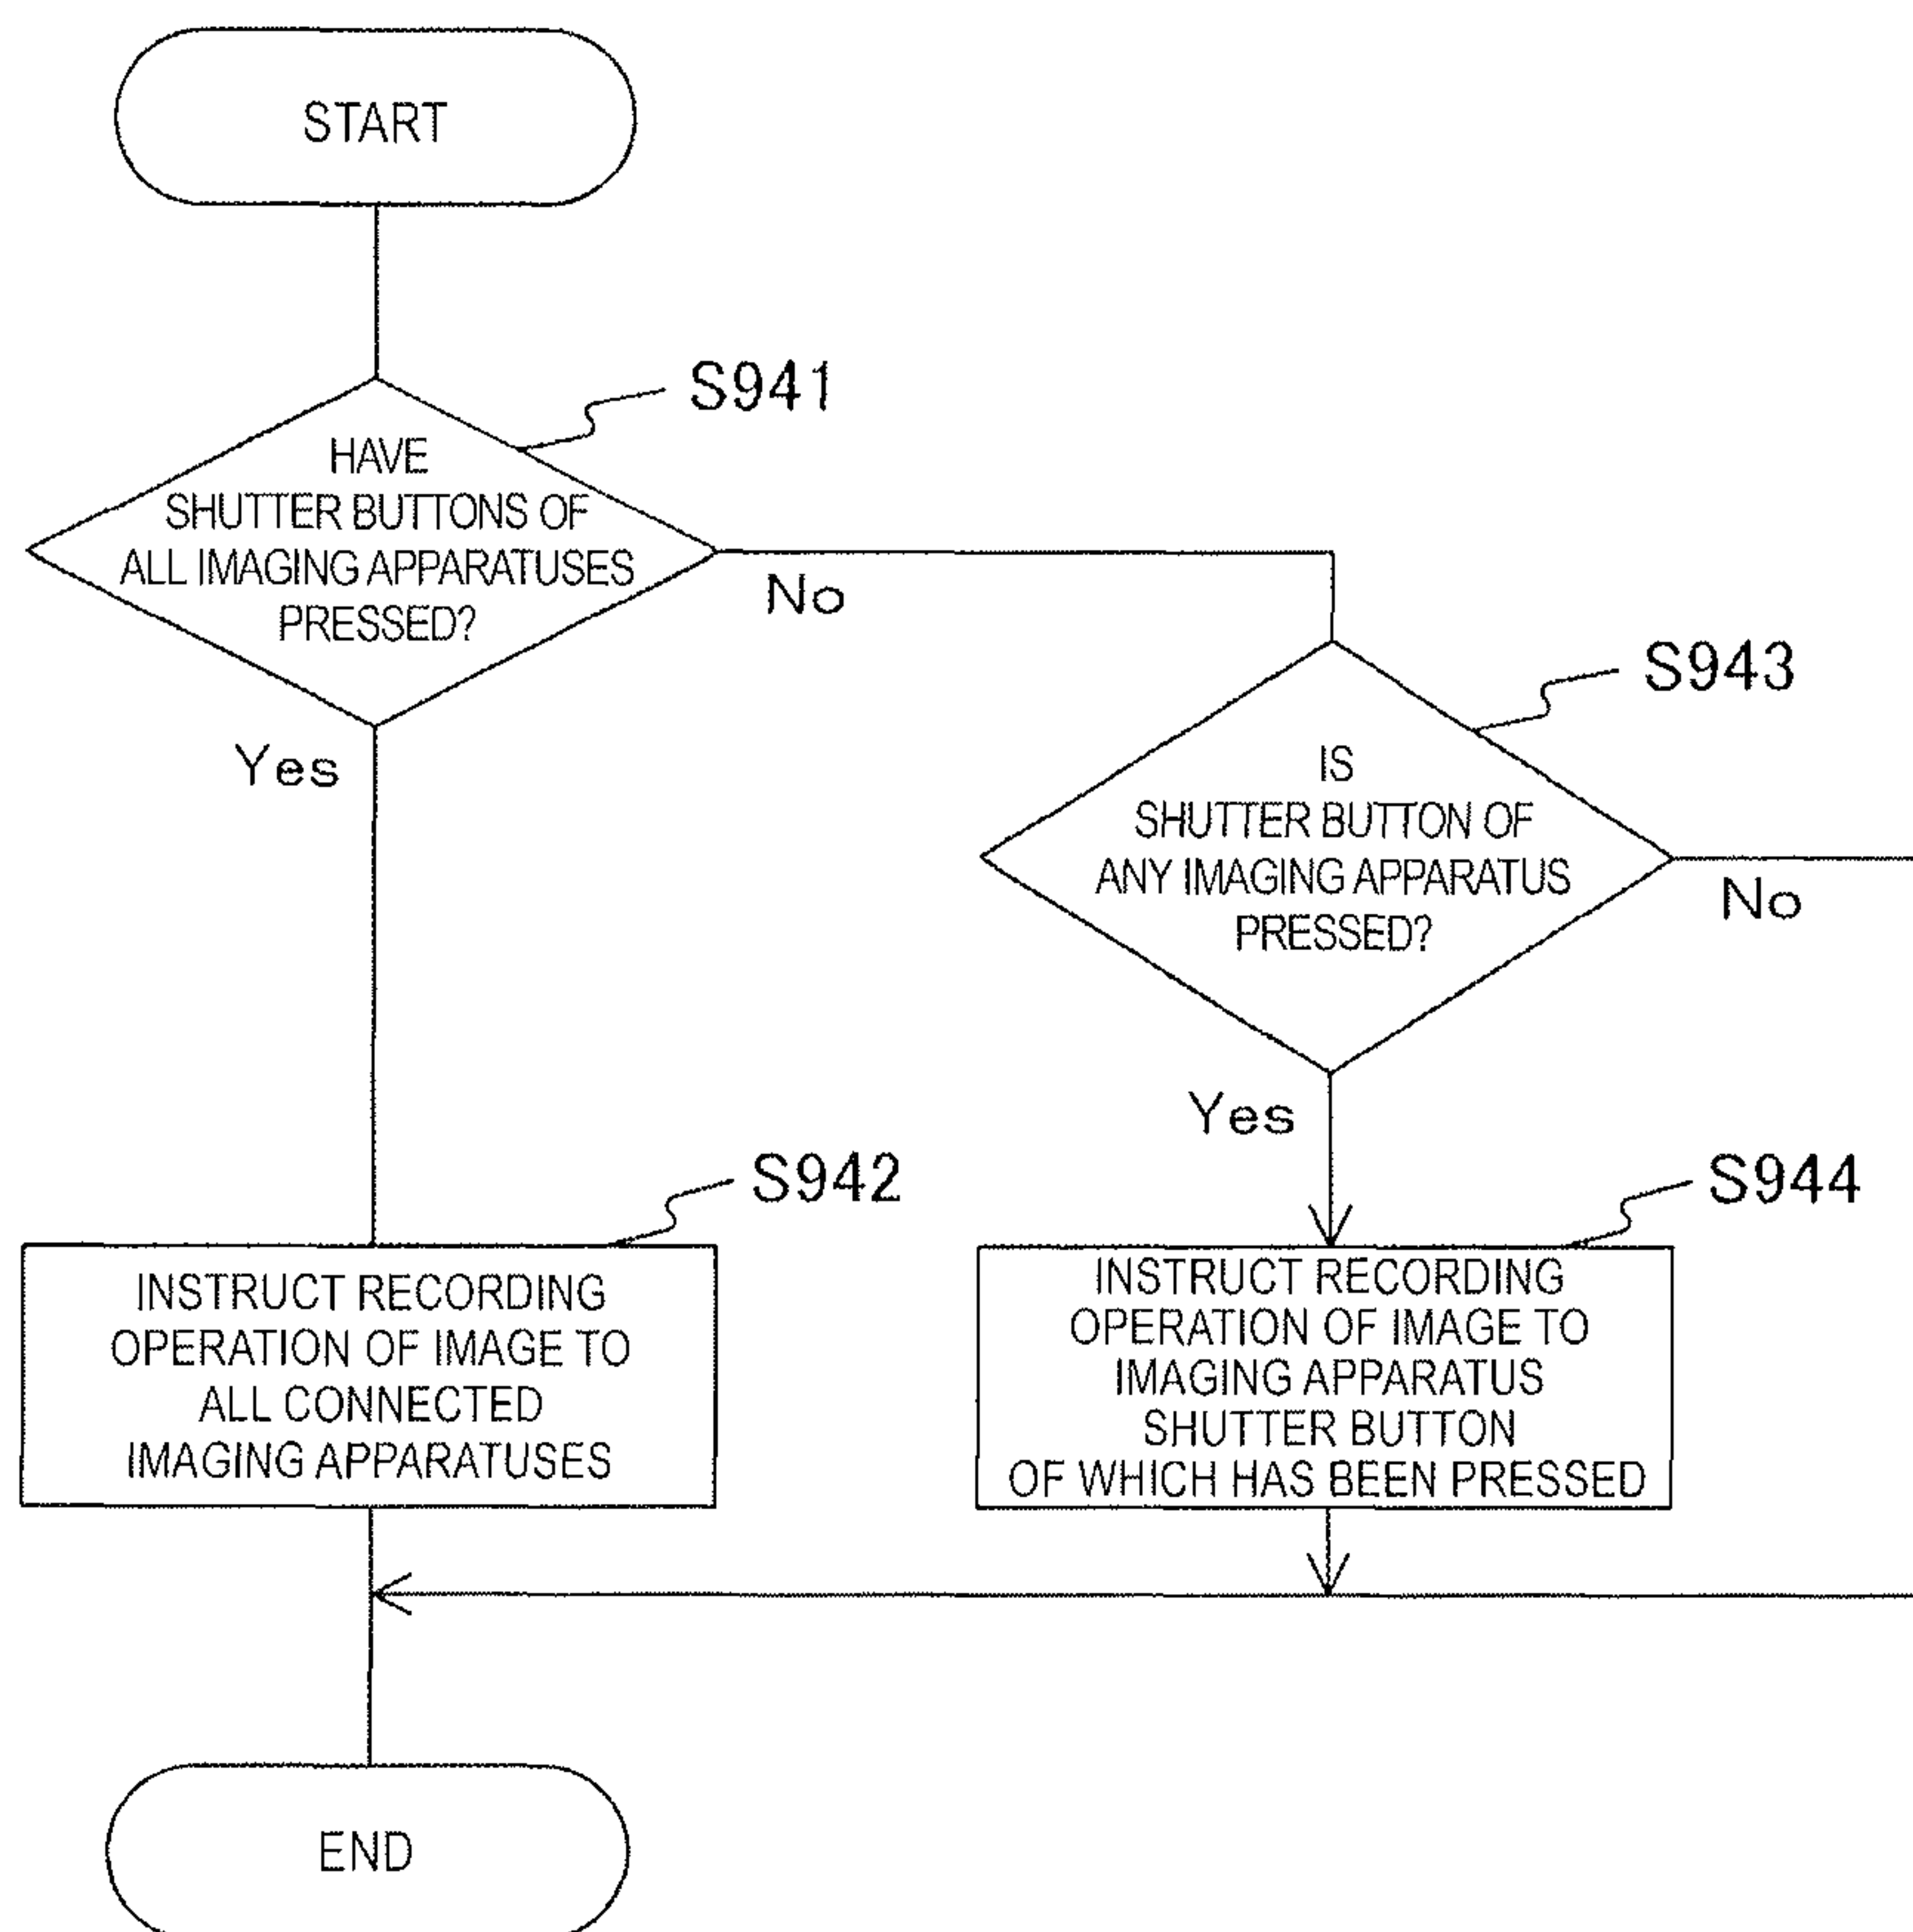 START
S941
HAVE
SHUTTER BUTTONS OF
ALL IMAGING APPARATUSES
PRESSED?
No
Yes
S943
IS
SHUTTER BUTTON OF
ANY IMAGING APPARATUS
PRESSED?
No
Yes
S942
INSTRUCT RECORDING
OPERATION OF IMAGE TO
ALL CONNECTED
IMAGING APPARATUSES
S944
INSTRUCT RECORDING
OPERATION OF IMAGE TO
IMAGING APPARATUS
SHUTTER BUTTON
OF WHICH HAS BEEN PRESSED
END